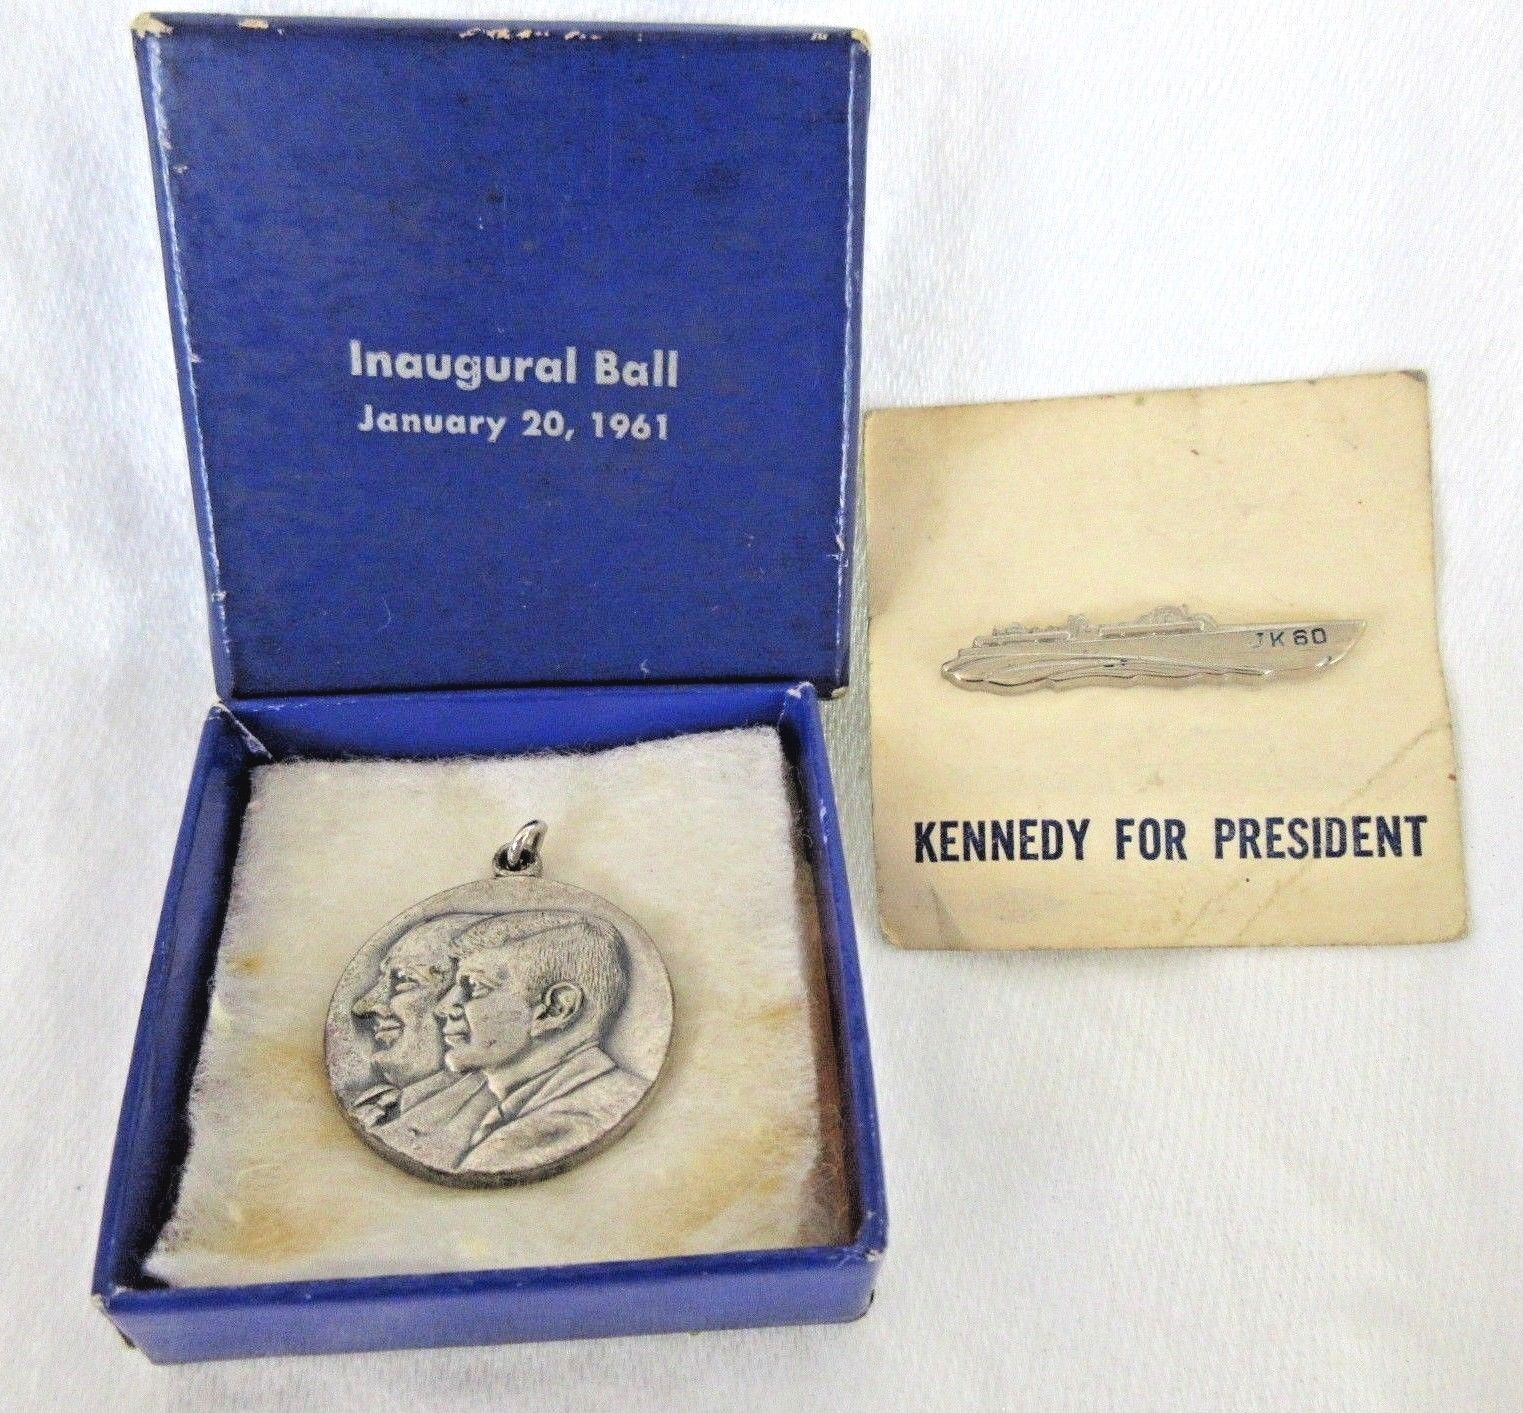 Inaugural Ball
January 20, 1961
JK 60
KENNEDY FOR PRESIDENT